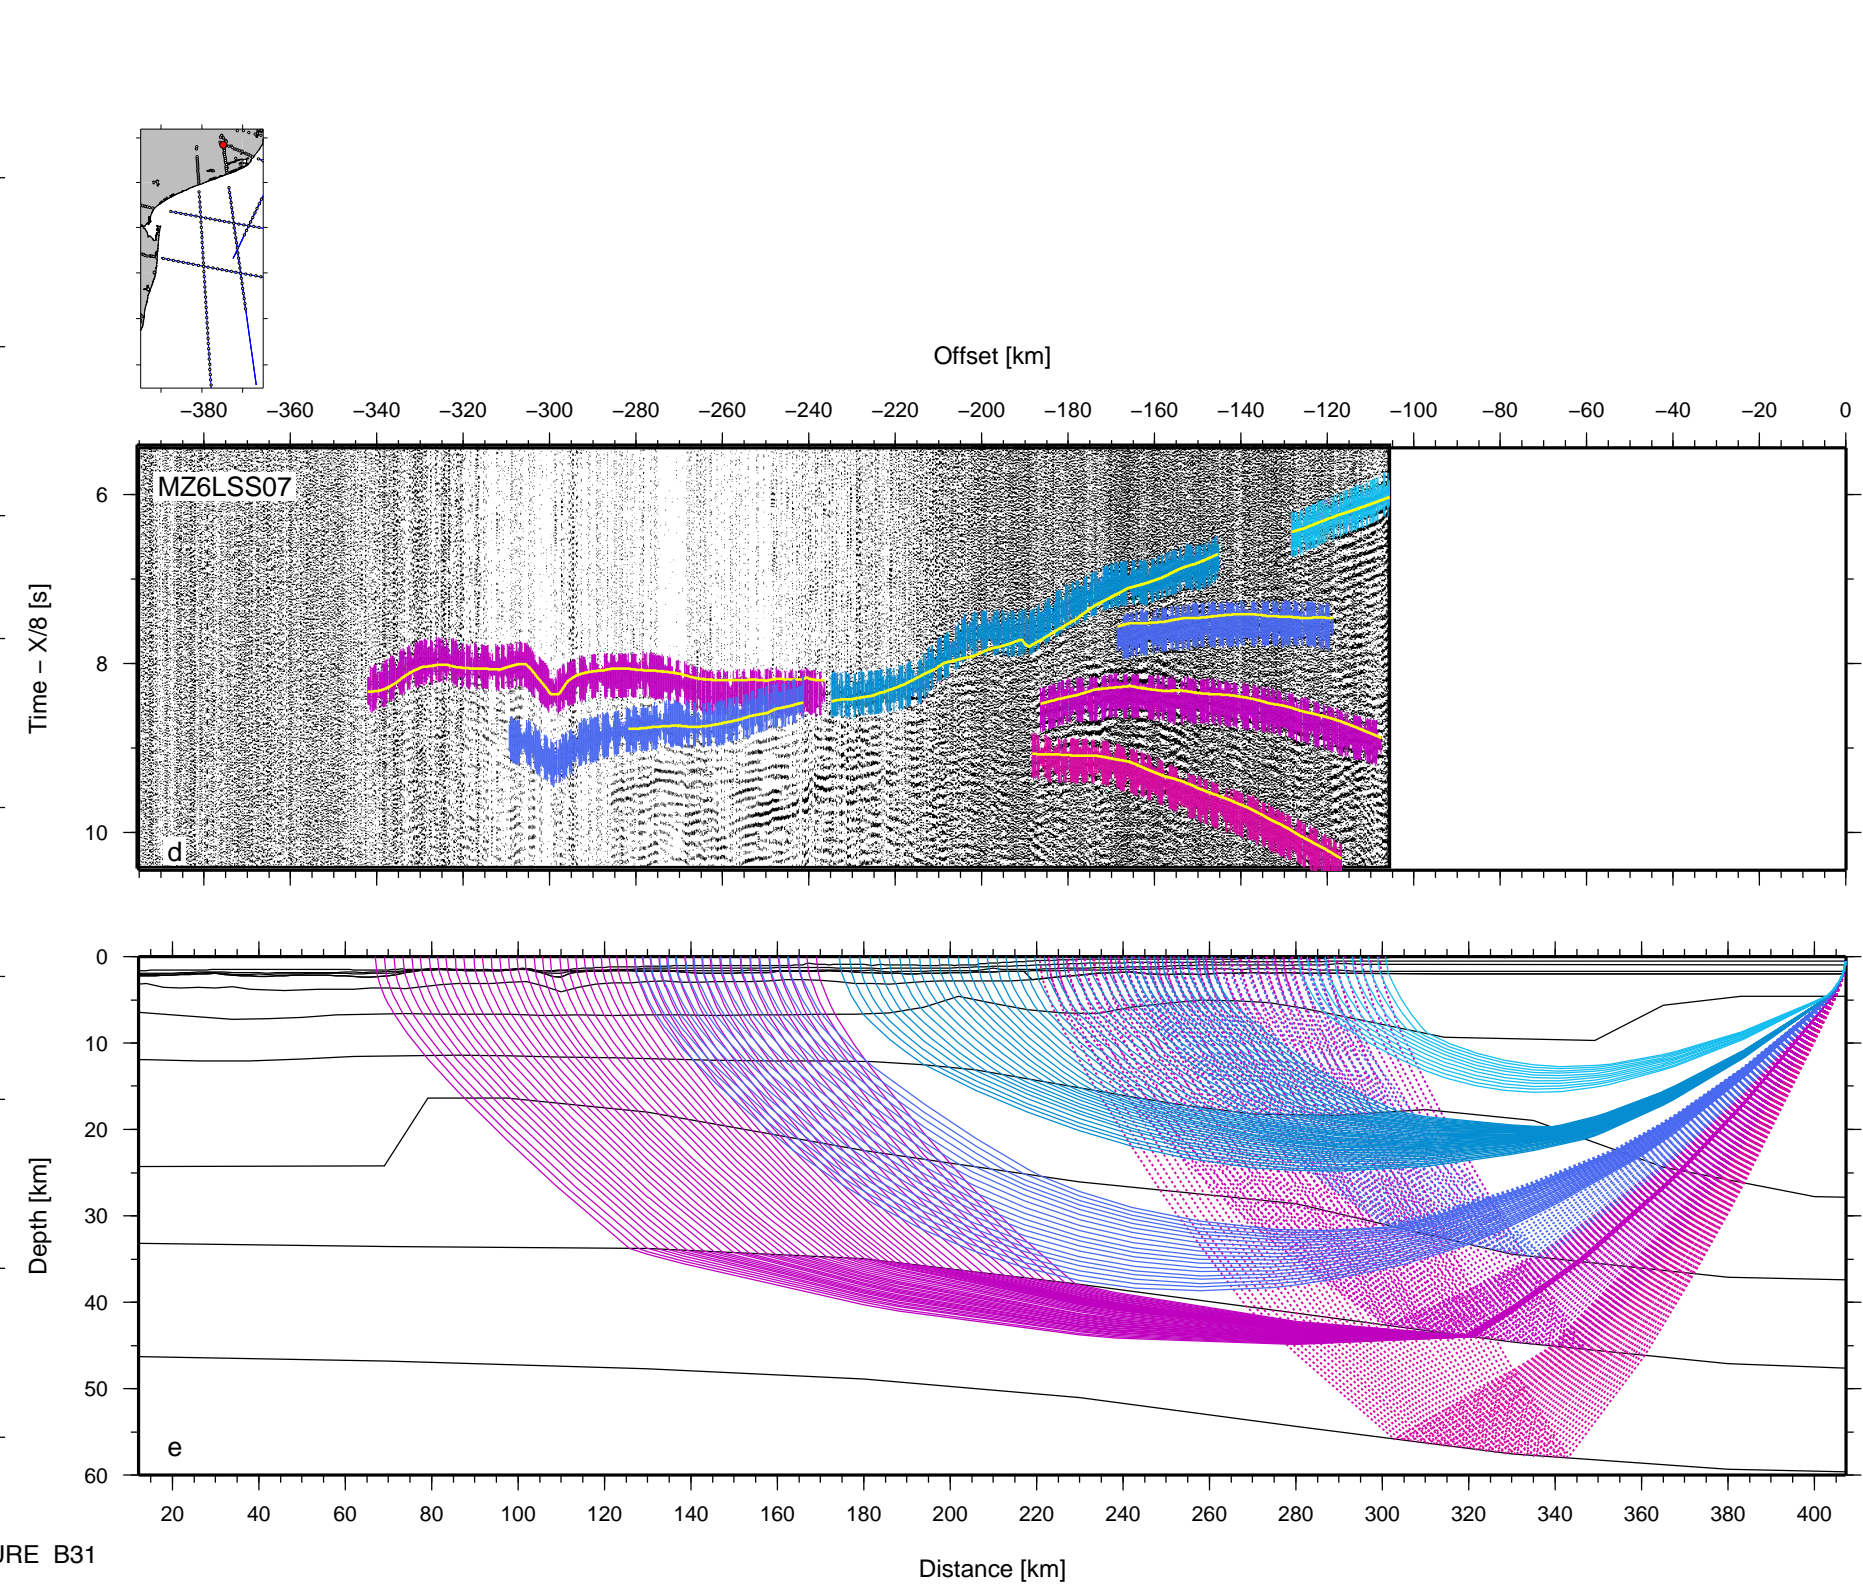 Offset [km]
−380 −360 −340 −320 −300 −280 −260 −240 −220 −200 −180 −160 −140 −120 −100 −80 −60 −40 −20 0
MZ6LSS07
6
8
10
Time − X/8 [s]
d
0
10
20
30
40
50
60
Depth [km]
e
20 40 60 80 100 120 140 160 180 200 220 240 260 280 300 320 340 360 380 400
Distance [km]
URE B31